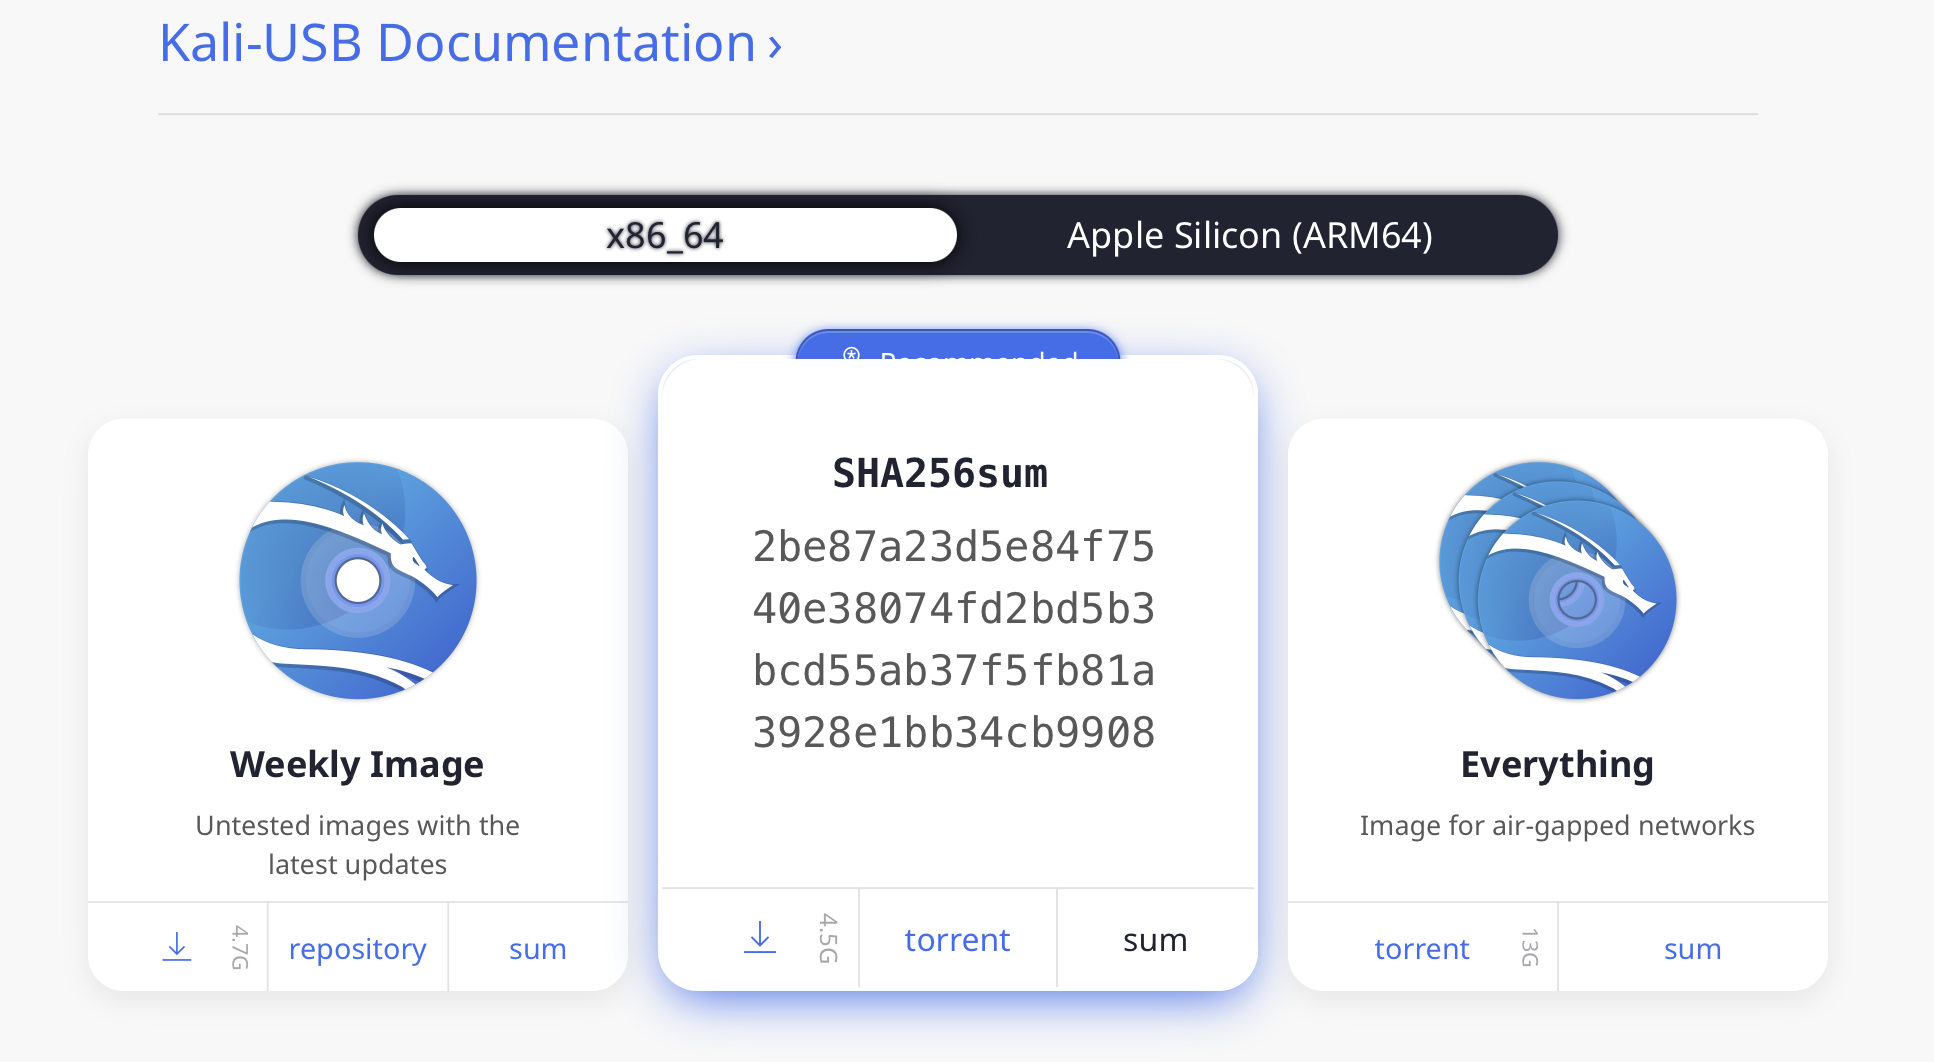 Kali-USB Documentation ›
x86_64
Apple Silicon (ARM64)
Recommended
Weekly Image
Untested images with the
latest updates
4.7G
repository
sum
SHA256sum
2be87a23d5e84f75
40e38074fd2bd5b3
bcd55ab37f5fb81a
3928e1bb34cb9908
4.5G
torrent
sum
Everything
Image for air-gapped networks
torrent
13G
sum